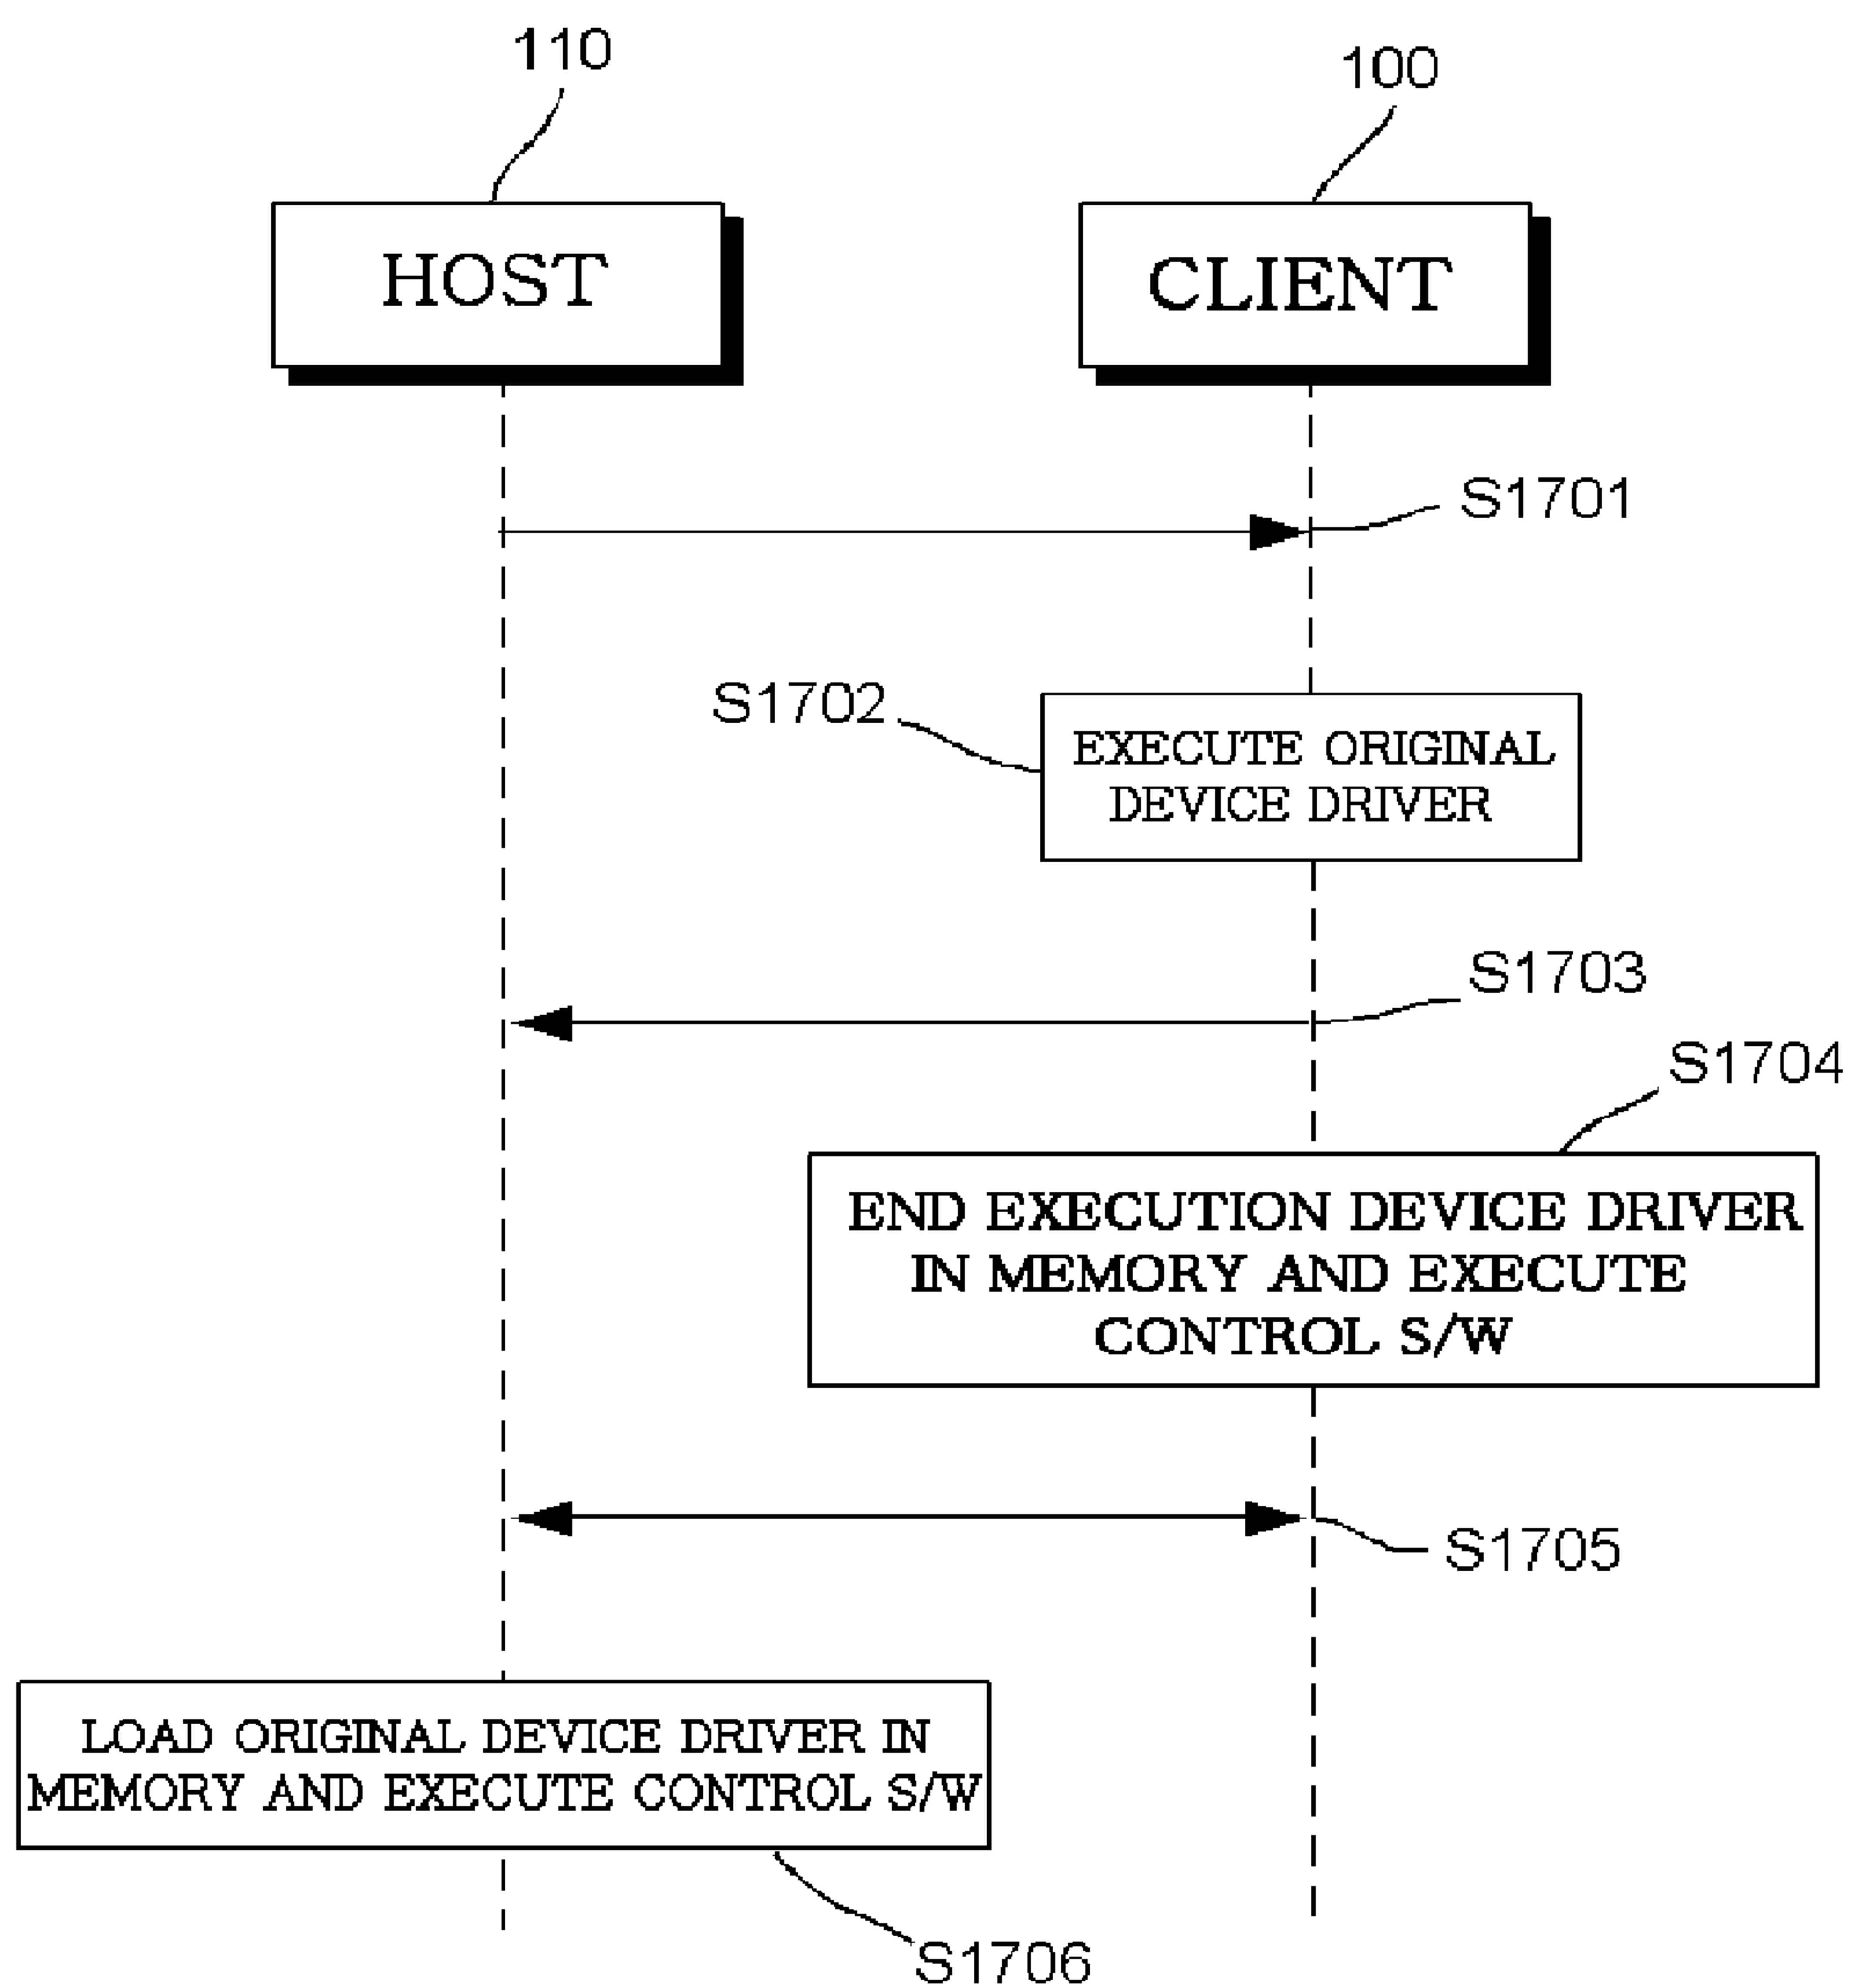 110
100
HOST
CLIENT
S1701
S1702
EXECUTE ORIGINAL
DEVICE DRIVER
S1703
S1704
END EXECUTION DEVICE DRIVER
IN MEMORY AND EXECUTE
CONTROL S/W
S1705
LOAD ORIGINAL DEVICE DRIVER IN
MEMORY AND EXECUTE CONTROL S/W
S1706